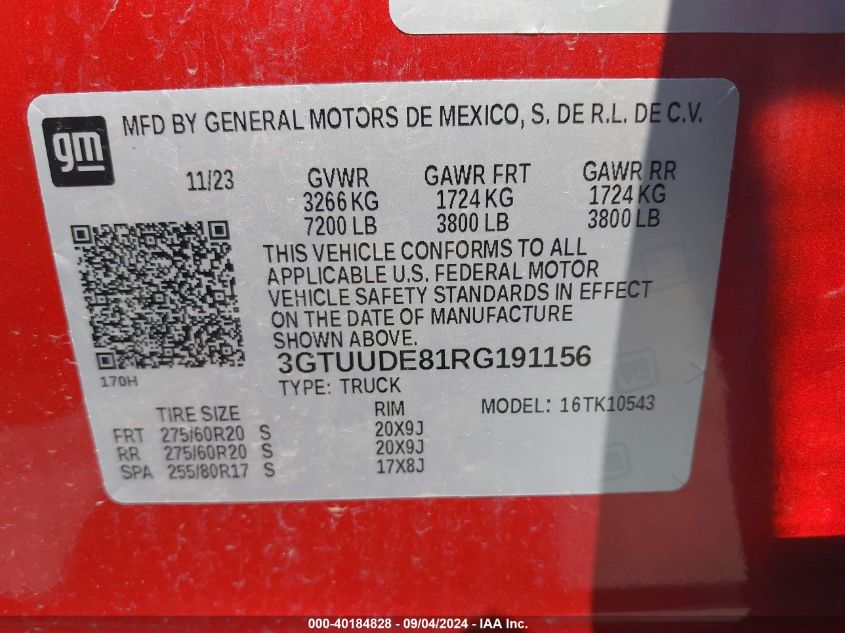 gm
MFD BY GENERAL MOTORS DE MEXICO, S. DE R.L. DE C.V.
11/23 GVWR GAWR FRT GAWR RR
3266 KG 1724 KG 1724 KG
7200 LB 3800 LB 3800 LB
THIS VEHICLE CONFORMS TO ALL
APPLICABLE U.S. FEDERAL MOTOR
VEHICLE SAFETY STANDARDS IN EFFECT
ON THE DATE OF MANUFACTURE
SHOWN ABOVE.
170H
3GTUUDE81RG191156
TYPE: TRUCK
MODEL: 16TK10543
TIRE SIZE RIM
FRT 275/60R20 S 20X9J
RR 275/60R20 S 20X9J
SPA 255/80R17 S 17X8J
000-40184828 - 09/04/2024 - IAA Inc.